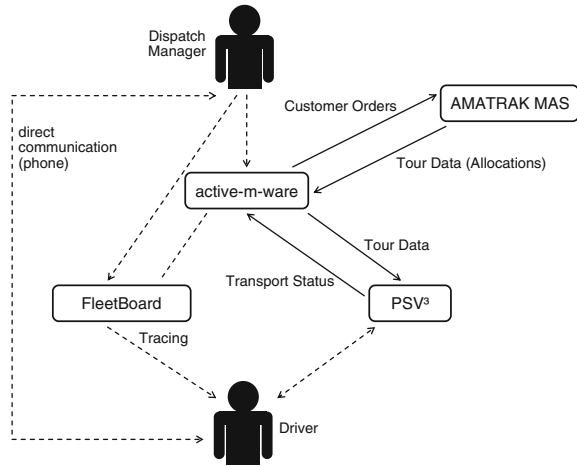 Dispatch
Manager
direct
communication
(phone)
Customer Orders
AMATRAK MAS
Tour Data (Allocations)
active-m-ware
Tour Data
Transport Status
FleetBoard
PSV³
Tracing
Driver